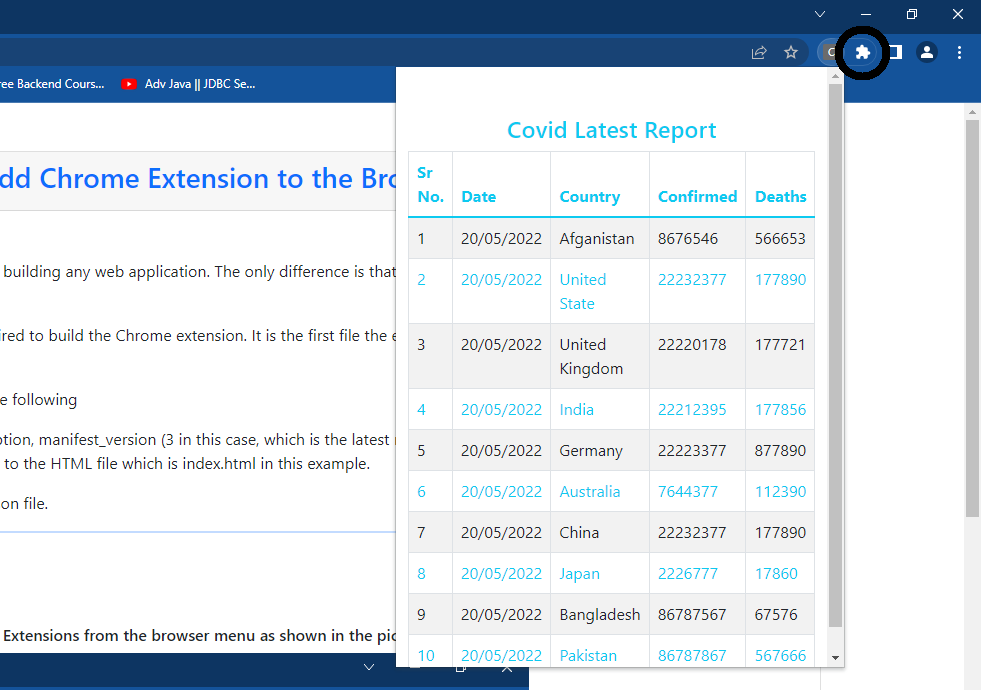 C
ree Backend Cours...
Adv Java || JDBC Se...
dd Chrome Extension to the Bro
building any web application. The only difference is that
ired to build the Chrome extension. It is the first file the e
e following
ption, manifest_version (3 in this case, which is the latest
to the HTML file which is index.html in this example.
on file.
Extensions from the browser menu as shown in the pic
Covid Latest Report
Sr No. Date Country Confirmed Deaths
1 20/05/2022 Afganistan 8676546 566653
2 20/05/2022 United State 22232377 177890
3 20/05/2022 United Kingdom 22220178 177721
4 20/05/2022 India 22212395 177856
5 20/05/2022 Germany 22223377 877890
6 20/05/2022 Australia 7644377 112390
7 20/05/2022 China 22232377 177890
8 20/05/2022 Japan 2226777 17860
9 20/05/2022 Bangladesh 86787567 67576
10 20/05/2022 Pakistan 86787867 567666